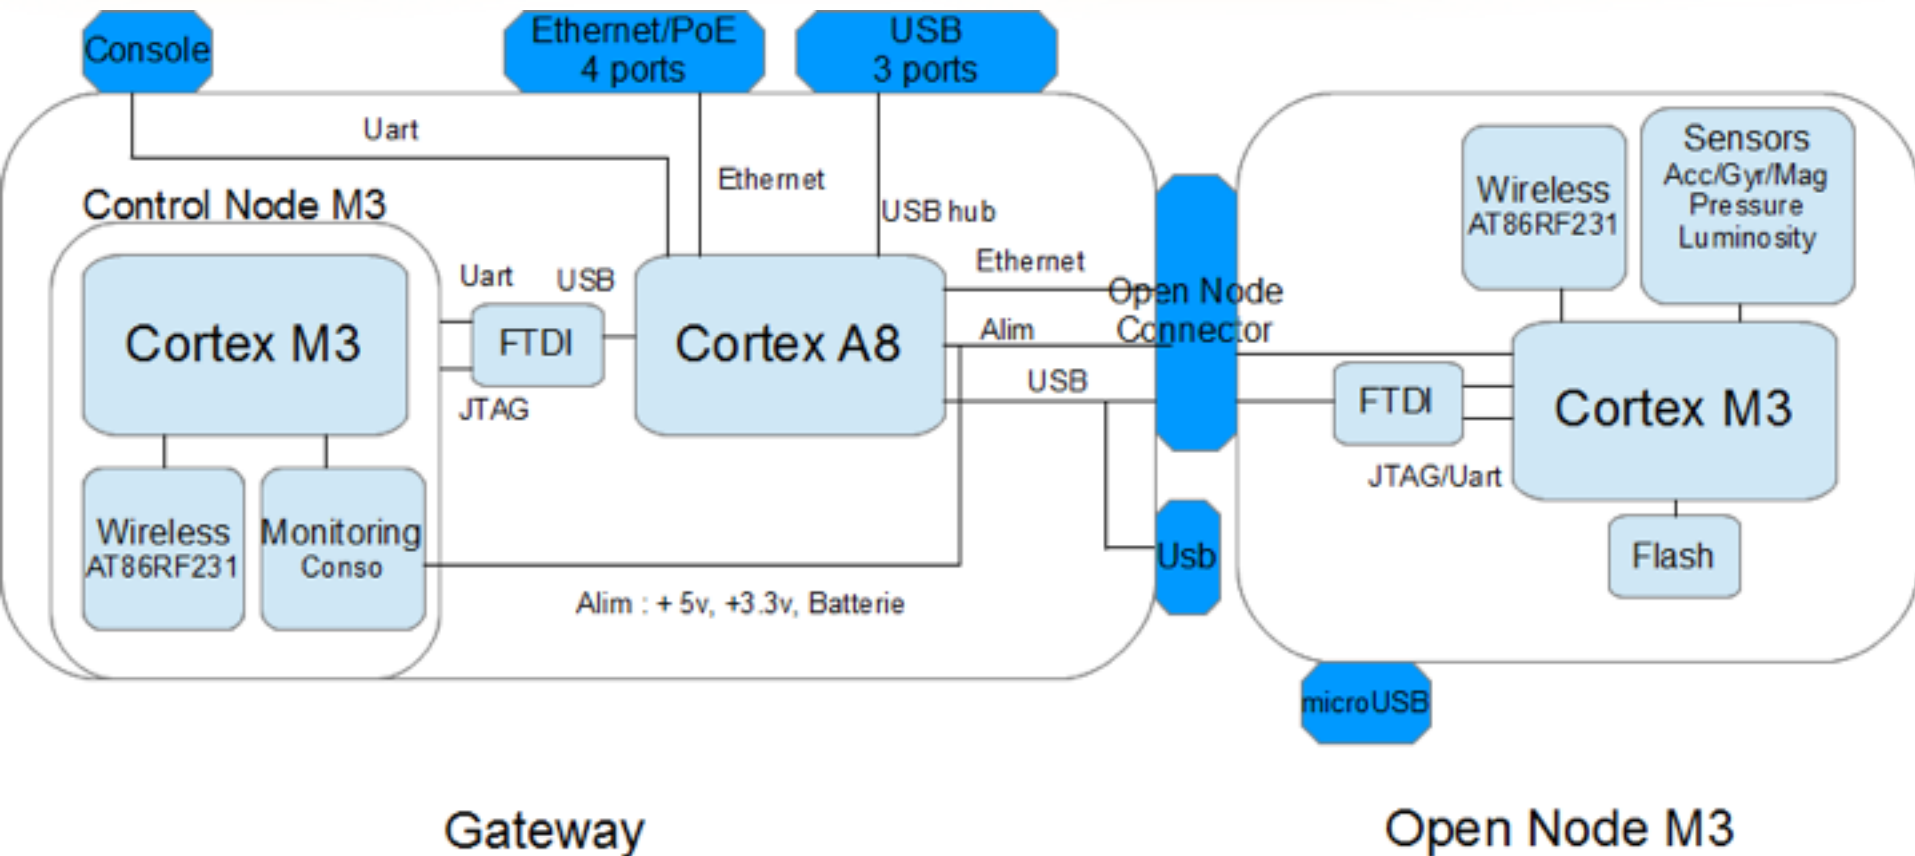 Console
Ethernet/PoE
4 ports
USB
3 ports
Uart
Ethernet
USB hub
Control Node M3
Cortex M3
Uart
USB
FTDI
JTAG
Cortex A8
Ethernet
Alim
USB
Open Node
Connector
Wireless
AT86RF231
Monitoring
Conso
Alim : + 5v, +3.3v, Batterie
Usb
Wireless
AT86RF231
Sensors
Acc/Gyr/Mag
Pressure
Luminosity
FTDI
Cortex M3
JTAG/Uart
Flash
microUSB
Gateway
Open Node M3